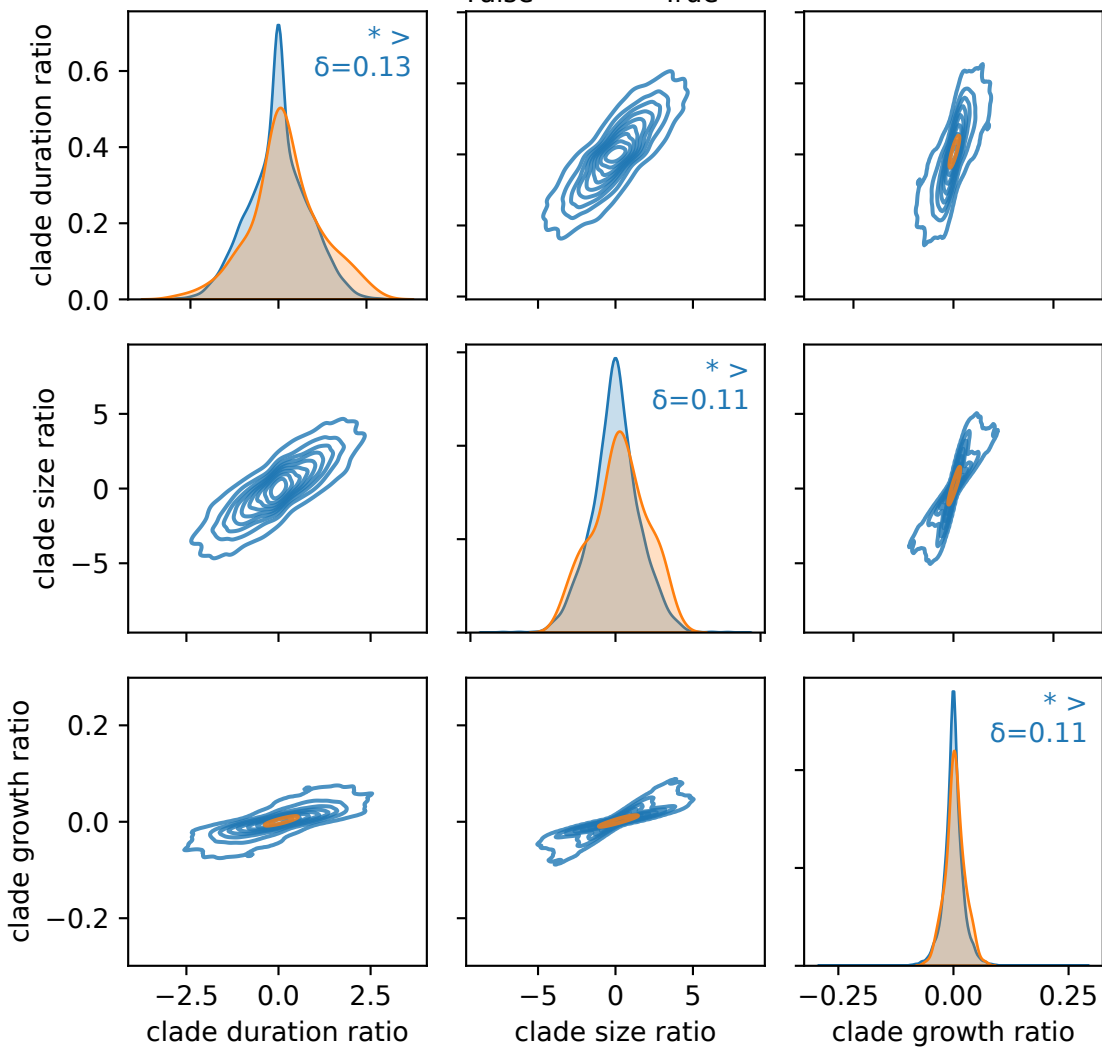 True
clade duration ratio
0.6
0.4
0.2
0.0
* >
δ=0.13
clade size ratio
5
0
−5
* >
δ=0.11
clade growth ratio
0.2
0.0
−0.2
* >
δ=0.11
−2.5 0.0 2.5
−5 0 5
−0.25 0.00 0.25
clade duration ratio
clade size ratio
clade growth ratio